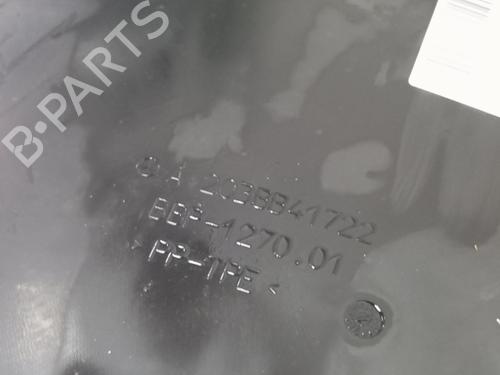 B-PARTS
A 2038841722
BBP-1270.01
> PP-TPE <